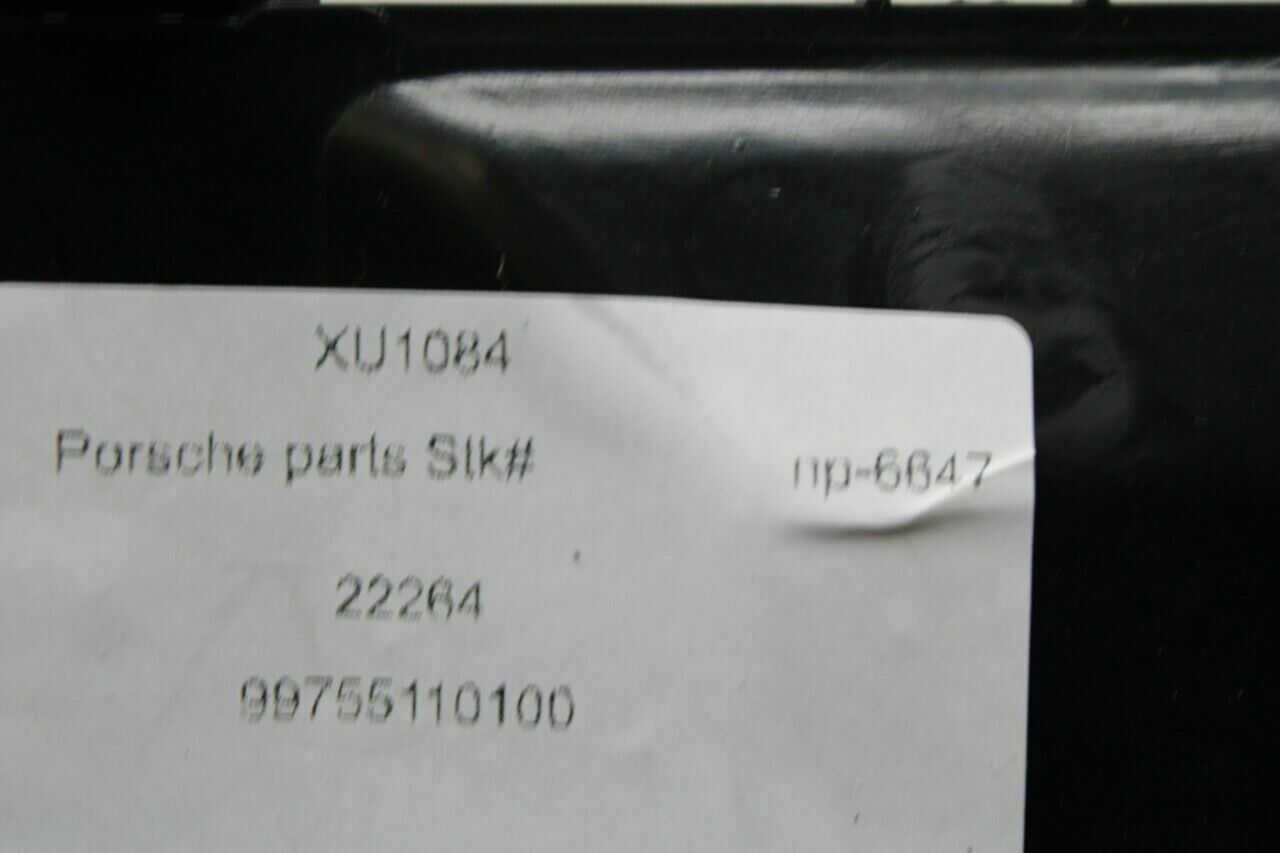 XU1084
Porsche parts Stk# np-6647
22264
99755110100